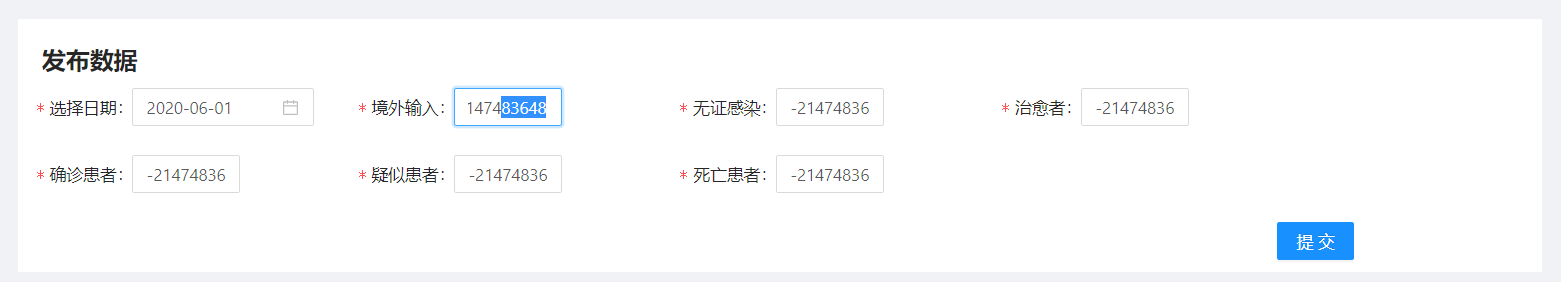 发布数据
* 选择日期: 2020-06-01 * 境外输入: 147483648 * 无证感染: -21474836 * 治愈者: -21474836
* 确诊患者: -21474836 * 疑似患者: -21474836 * 死亡患者: -21474836
提 交